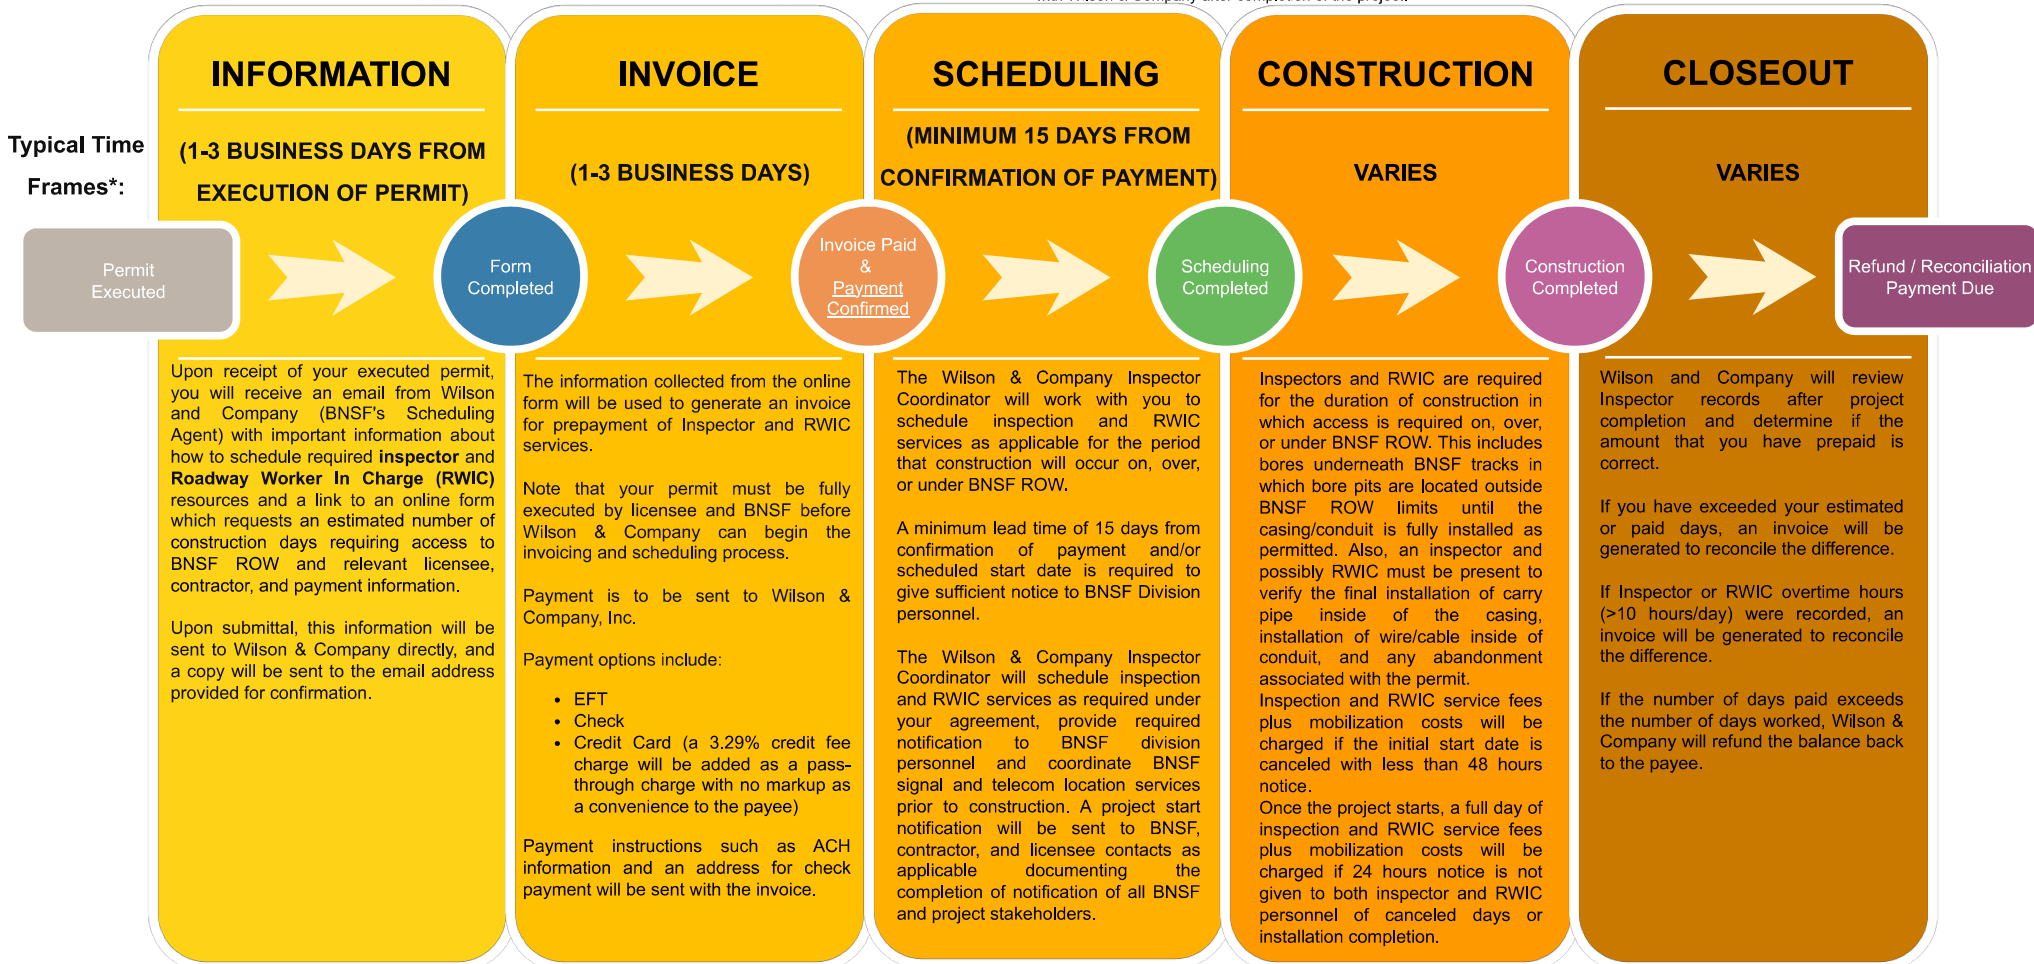 with Wilson & Company after completion of the project.
Typical Time
Frames*:
INFORMATION
(1-3 BUSINESS DAYS FROM
EXECUTION OF PERMIT)
Permit
Executed
Upon receipt of your executed permit,
you will receive an email from Wilson
and Company (BNSF's Scheduling
Agent) with important information about
how to schedule required inspector and
Roadway Worker In Charge (RWIC)
resources and a link to an online form
which requests an estimated number of
construction days requiring access to
BNSF ROW and relevant licensee,
contractor, and payment information.
Upon submittal, this information will be
sent to Wilson & Company directly, and
a copy will be sent to the email address
provided for confirmation.
INVOICE
(1-3 BUSINESS DAYS)
Form
Completed
The information collected from the online
form will be used to generate an invoice
for prepayment of Inspector and RWIC
services.
Note that your permit must be fully
executed by licensee and BNSF before
Wilson & Company can begin the
invoicing and scheduling process.
Payment is to be sent to Wilson &
Company, Inc.
Payment options include:
• EFT
• Check
• Credit Card (a 3.29% credit fee
charge will be added as a pass-
through charge with no markup as
a convenience to the payee)
Payment instructions such as ACH
information and an address for check
payment will be sent with the invoice.
SCHEDULING
(MINIMUM 15 DAYS FROM
CONFIRMATION OF PAYMENT)
Invoice Paid
&
Payment
Confirmed
The Wilson & Company Inspector
Coordinator will work with you to
schedule inspection and RWIC
services as applicable for the period
that construction will occur on, over,
or under BNSF ROW.
A minimum lead time of 15 days from
confirmation of payment and/or
scheduled start date is required to
give sufficient notice to BNSF Division
personnel.
The Wilson & Company Inspector
Coordinator will schedule inspection
and RWIC services as required under
your agreement, provide required
notification to BNSF division
personnel and coordinate BNSF
signal and telecom location services
prior to construction. A project start
notification will be sent to BNSF,
contractor, and licensee contacts as
applicable documenting the
completion of notification of all BNSF
and project stakeholders.
CONSTRUCTION
VARIES
Scheduling
Completed
Inspectors and RWIC are required
for the duration of construction in
which access is required on, over,
or under BNSF ROW. This includes
bores underneath BNSF tracks in
which bore pits are located outside
BNSF ROW limits until the
casing/conduit is fully installed as
permitted. Also, an inspector and
possibly RWIC must be present to
verify the final installation of carry
pipe inside of the casing,
installation of wire/cable inside of
conduit, and any abandonment
associated with the permit.
Inspection and RWIC service fees
plus mobilization costs will be
charged if the initial start date is
canceled with less than 48 hours
notice.
Once the project starts, a full day of
inspection and RWIC service fees
plus mobilization costs will be
charged if 24 hours notice is not
given to both inspector and RWIC
personnel of canceled days or
installation completion.
CLOSEOUT
VARIES
Construction
Completed
Refund / Reconciliation
Payment Due
Wilson and Company will review
Inspector records after project
completion and determine if the
amount that you have prepaid is
correct.
If you have exceeded your estimated
or paid days, an invoice will be
generated to reconcile the difference.
If Inspector or RWIC overtime hours
(>10 hours/day) were recorded, an
invoice will be generated to reconcile
the difference.
If the number of days paid exceeds
the number of days worked, Wilson &
Company will refund the balance back
to the payee.